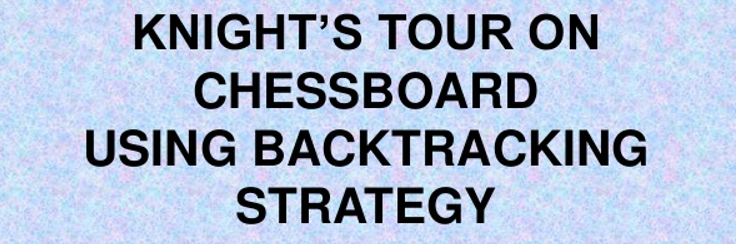 KNIGHT’S TOUR ON
CHESSBOARD
USING BACKTRACKING
STRATEGY